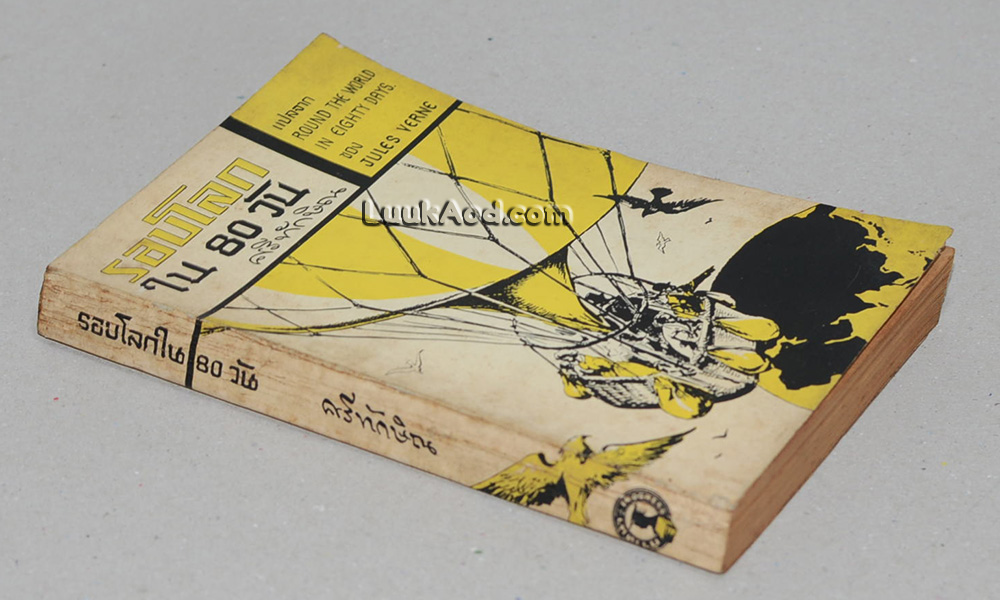 แปลจาก
ROUND THE WORLD
IN EIGHTY DAYS.
ของ
JULES VERNE
รอบโลก
ใน 80 วัน
ศรีทักษิณ
LuukAod.com
รอบโลกใน 80 วัน
ศรีทักษิณ